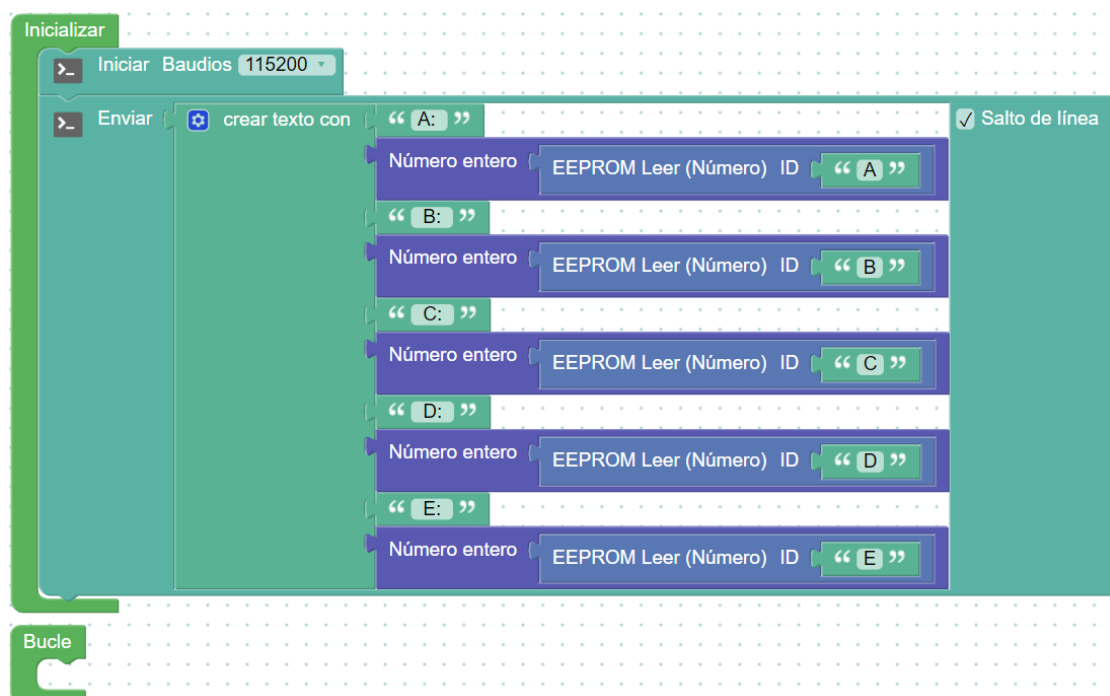 Inicializar
Iniciar Baudios 115200
Enviar crear texto con “ A: ” Salto de línea
Número entero EEPROM Leer (Número) ID “ A ”
“ B: ”
Número entero EEPROM Leer (Número) ID “ B ”
“ C: ”
Número entero EEPROM Leer (Número) ID “ C ”
“ D: ”
Número entero EEPROM Leer (Número) ID “ D ”
“ E: ”
Número entero EEPROM Leer (Número) ID “ E ”
Bucle